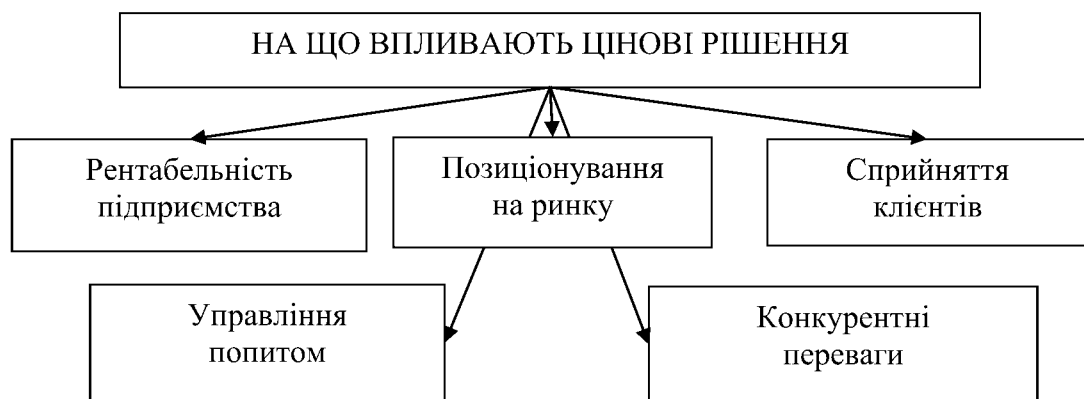 НА ЩО ВПЛИВАЮТЬ ЦІНОВІ РІШЕННЯ
Рентабельність
підприємства
Позиціонування
на ринку
Сприйняття
клієнтів
Управління
попитом
Конкурентні
переваги